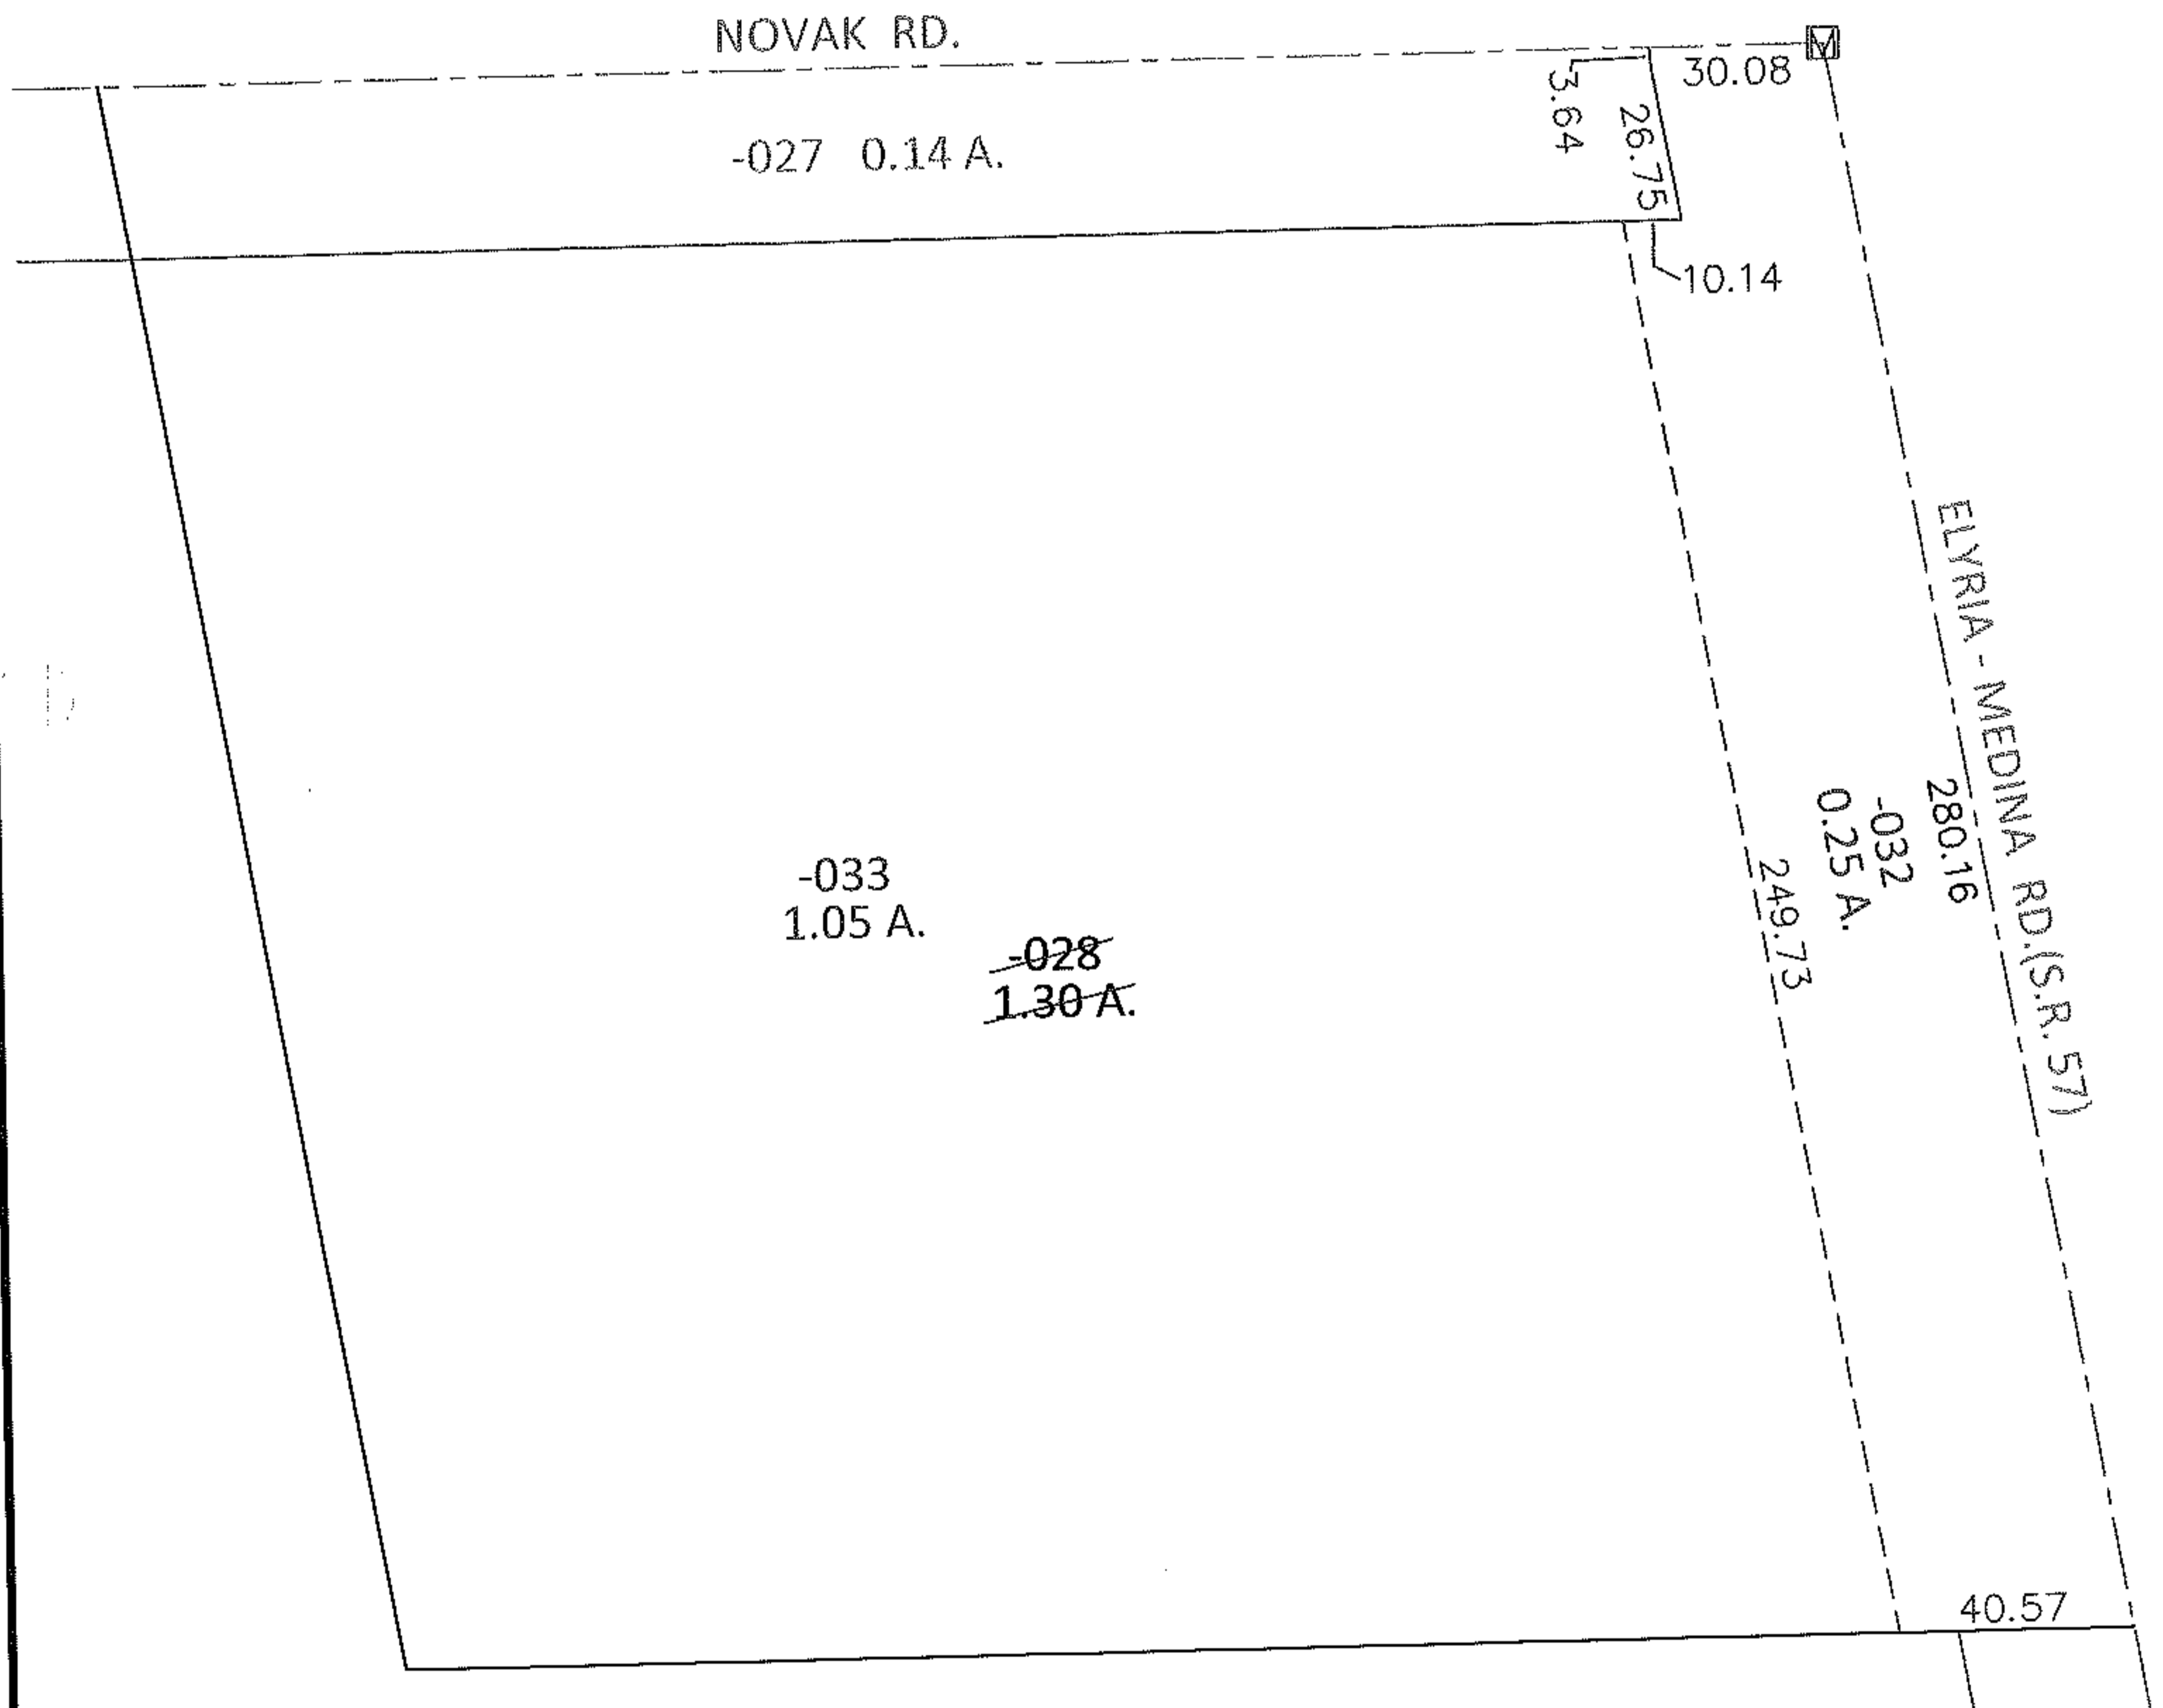 NOVAK RD.
30.08
3.64
26.75
-027 0.14 A.
10.14
ELYRIA - MEDINA RD.(S.R. 57)
280.16
-032
0.25 A.
249.73
-033
1.05 A.
-028
1.30 A.
40.57